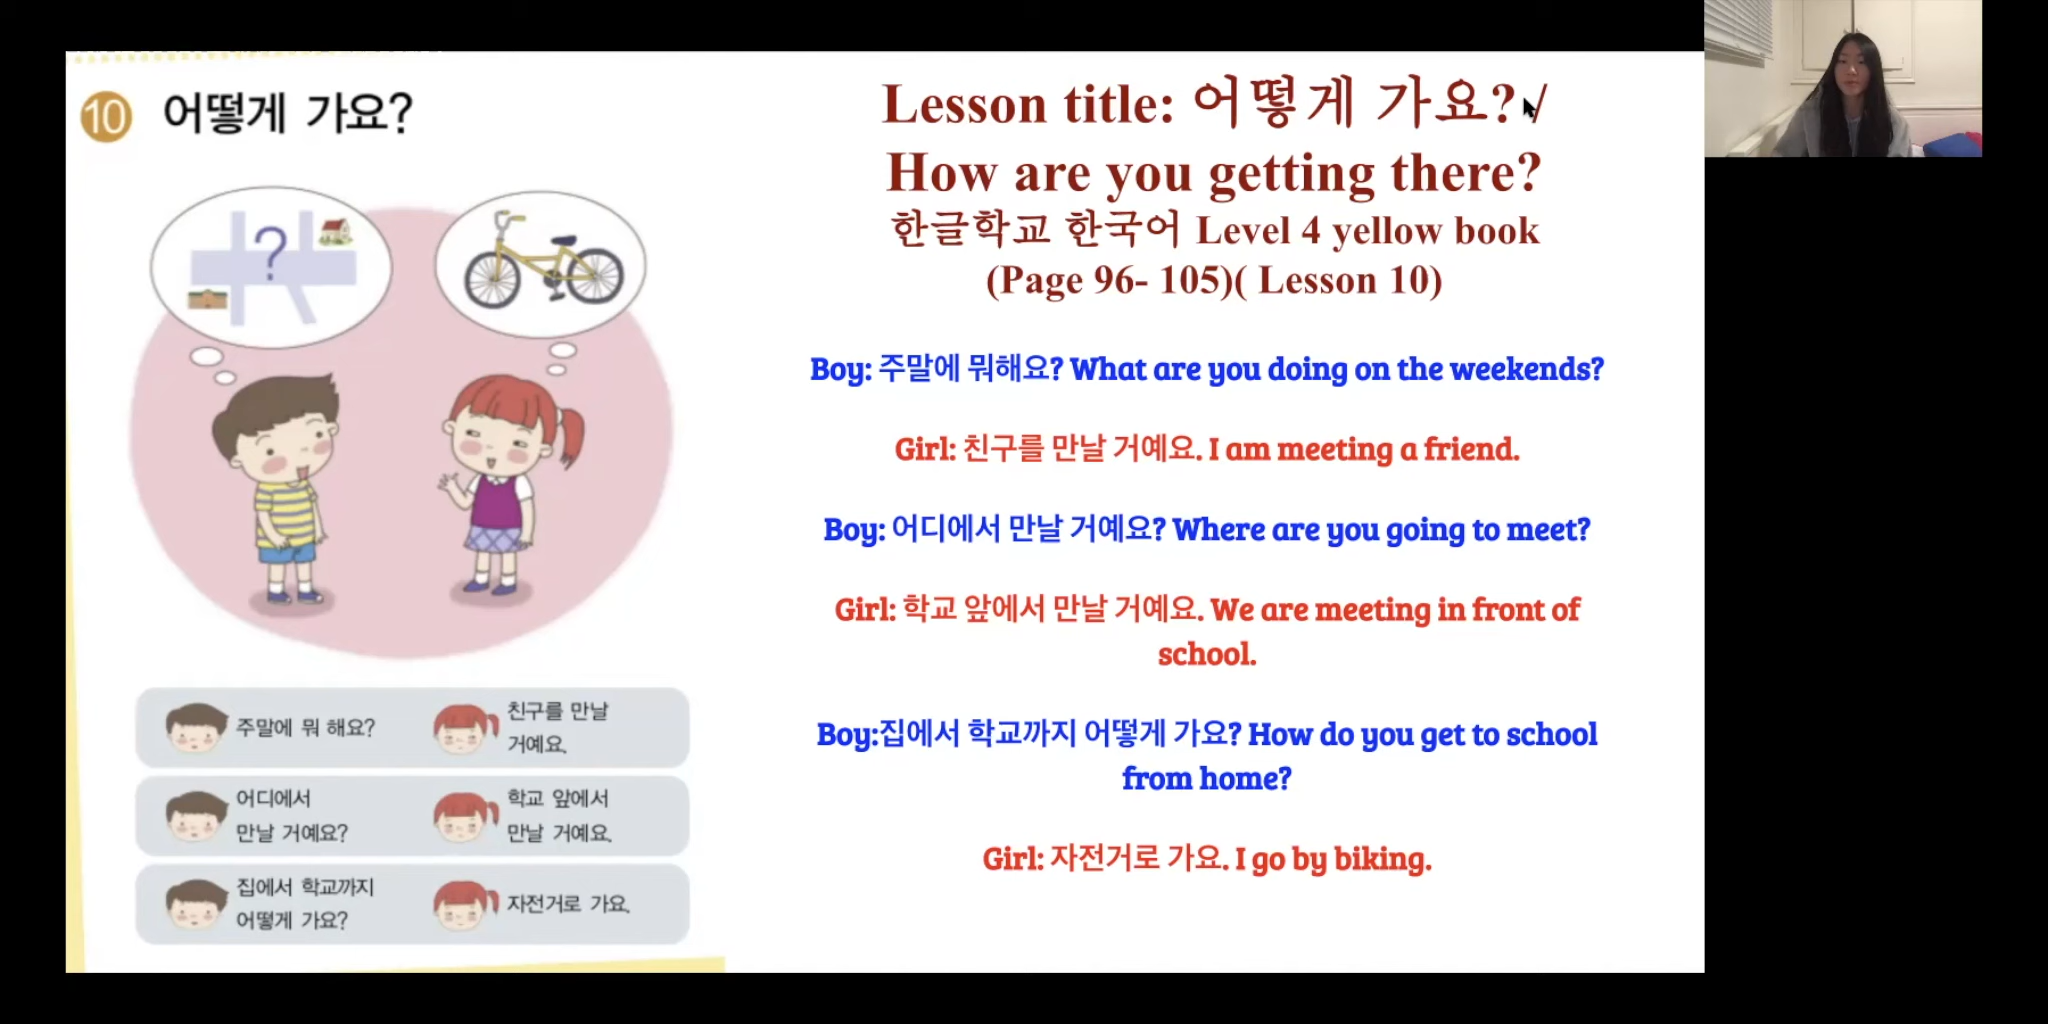 10 어떻게 가요?
?
주말에 뭐 해요?
친구를 만날
거예요.
어디에서
만날 거예요?
학교 앞에서
만날 거예요.
집에서 학교까지
어떻게 가요?
자전거로 가요.
Lesson title: 어떻게 가요? /
How are you getting there?
한글학교 한국어 Level 4 yellow book
(Page 96- 105)( Lesson 10)
Boy: 주말에 뭐해요? What are you doing on the weekends?
Girl: 친구를 만날 거예요. I am meeting a friend.
Boy: 어디에서 만날 거예요? Where are you going to meet?
Girl: 학교 앞에서 만날 거예요. We are meeting in front of
school.
Boy:집에서 학교까지 어떻게 가요? How do you get to school
from home?
Girl: 자전거로 가요. I go by biking.